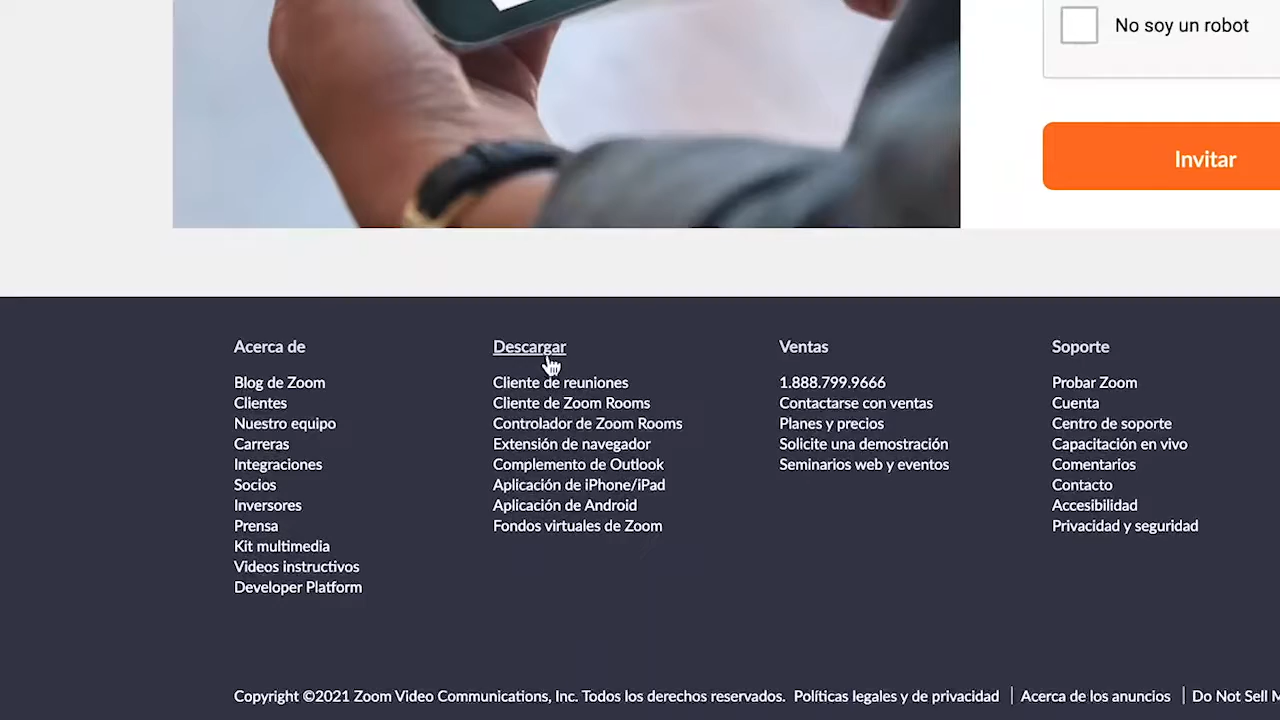 No soy un robot
Invitar
Acerca de
Blog de Zoom
Clientes
Nuestro equipo
Carreras
Integraciones
Socios
Inversores
Prensa
Kit multimedia
Videos instructivos
Developer Platform
Descargar
Cliente de reuniones
Cliente de Zoom Rooms
Controlador de Zoom Rooms
Extensión de navegador
Complemento de Outlook
Aplicación de iPhone/iPad
Aplicación de Android
Fondos virtuales de Zoom
Ventas
1.888.799.9666
Contactarse con ventas
Planes y precios
Solicite una demostración
Seminarios web y eventos
Soporte
Probar Zoom
Cuenta
Centro de soporte
Capacitación en vivo
Comentarios
Contacto
Accesibilidad
Privacidad y seguridad
Copyright ©2021 Zoom Video Communications, Inc. Todos los derechos reservados. Políticas legales y de privacidad | Acerca de los anuncios | Do Not Sell